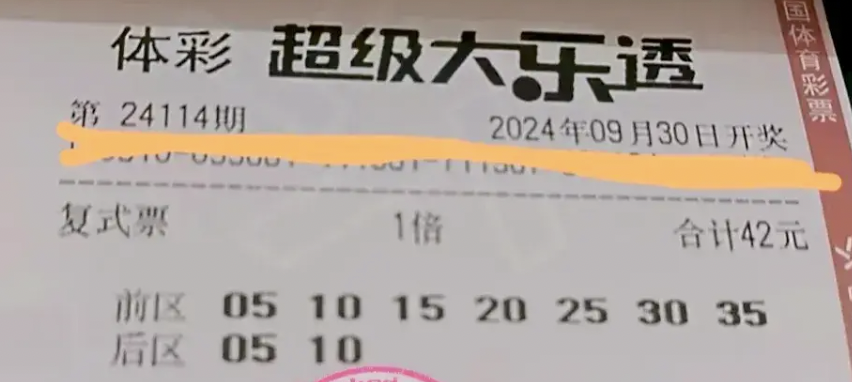 体彩 超级大乐透
第 24114期 2024年09月30日开奖
复式票 1倍 合计42元
前区 05 10 15 20 25 30 35
后区 05 10
国体育彩票